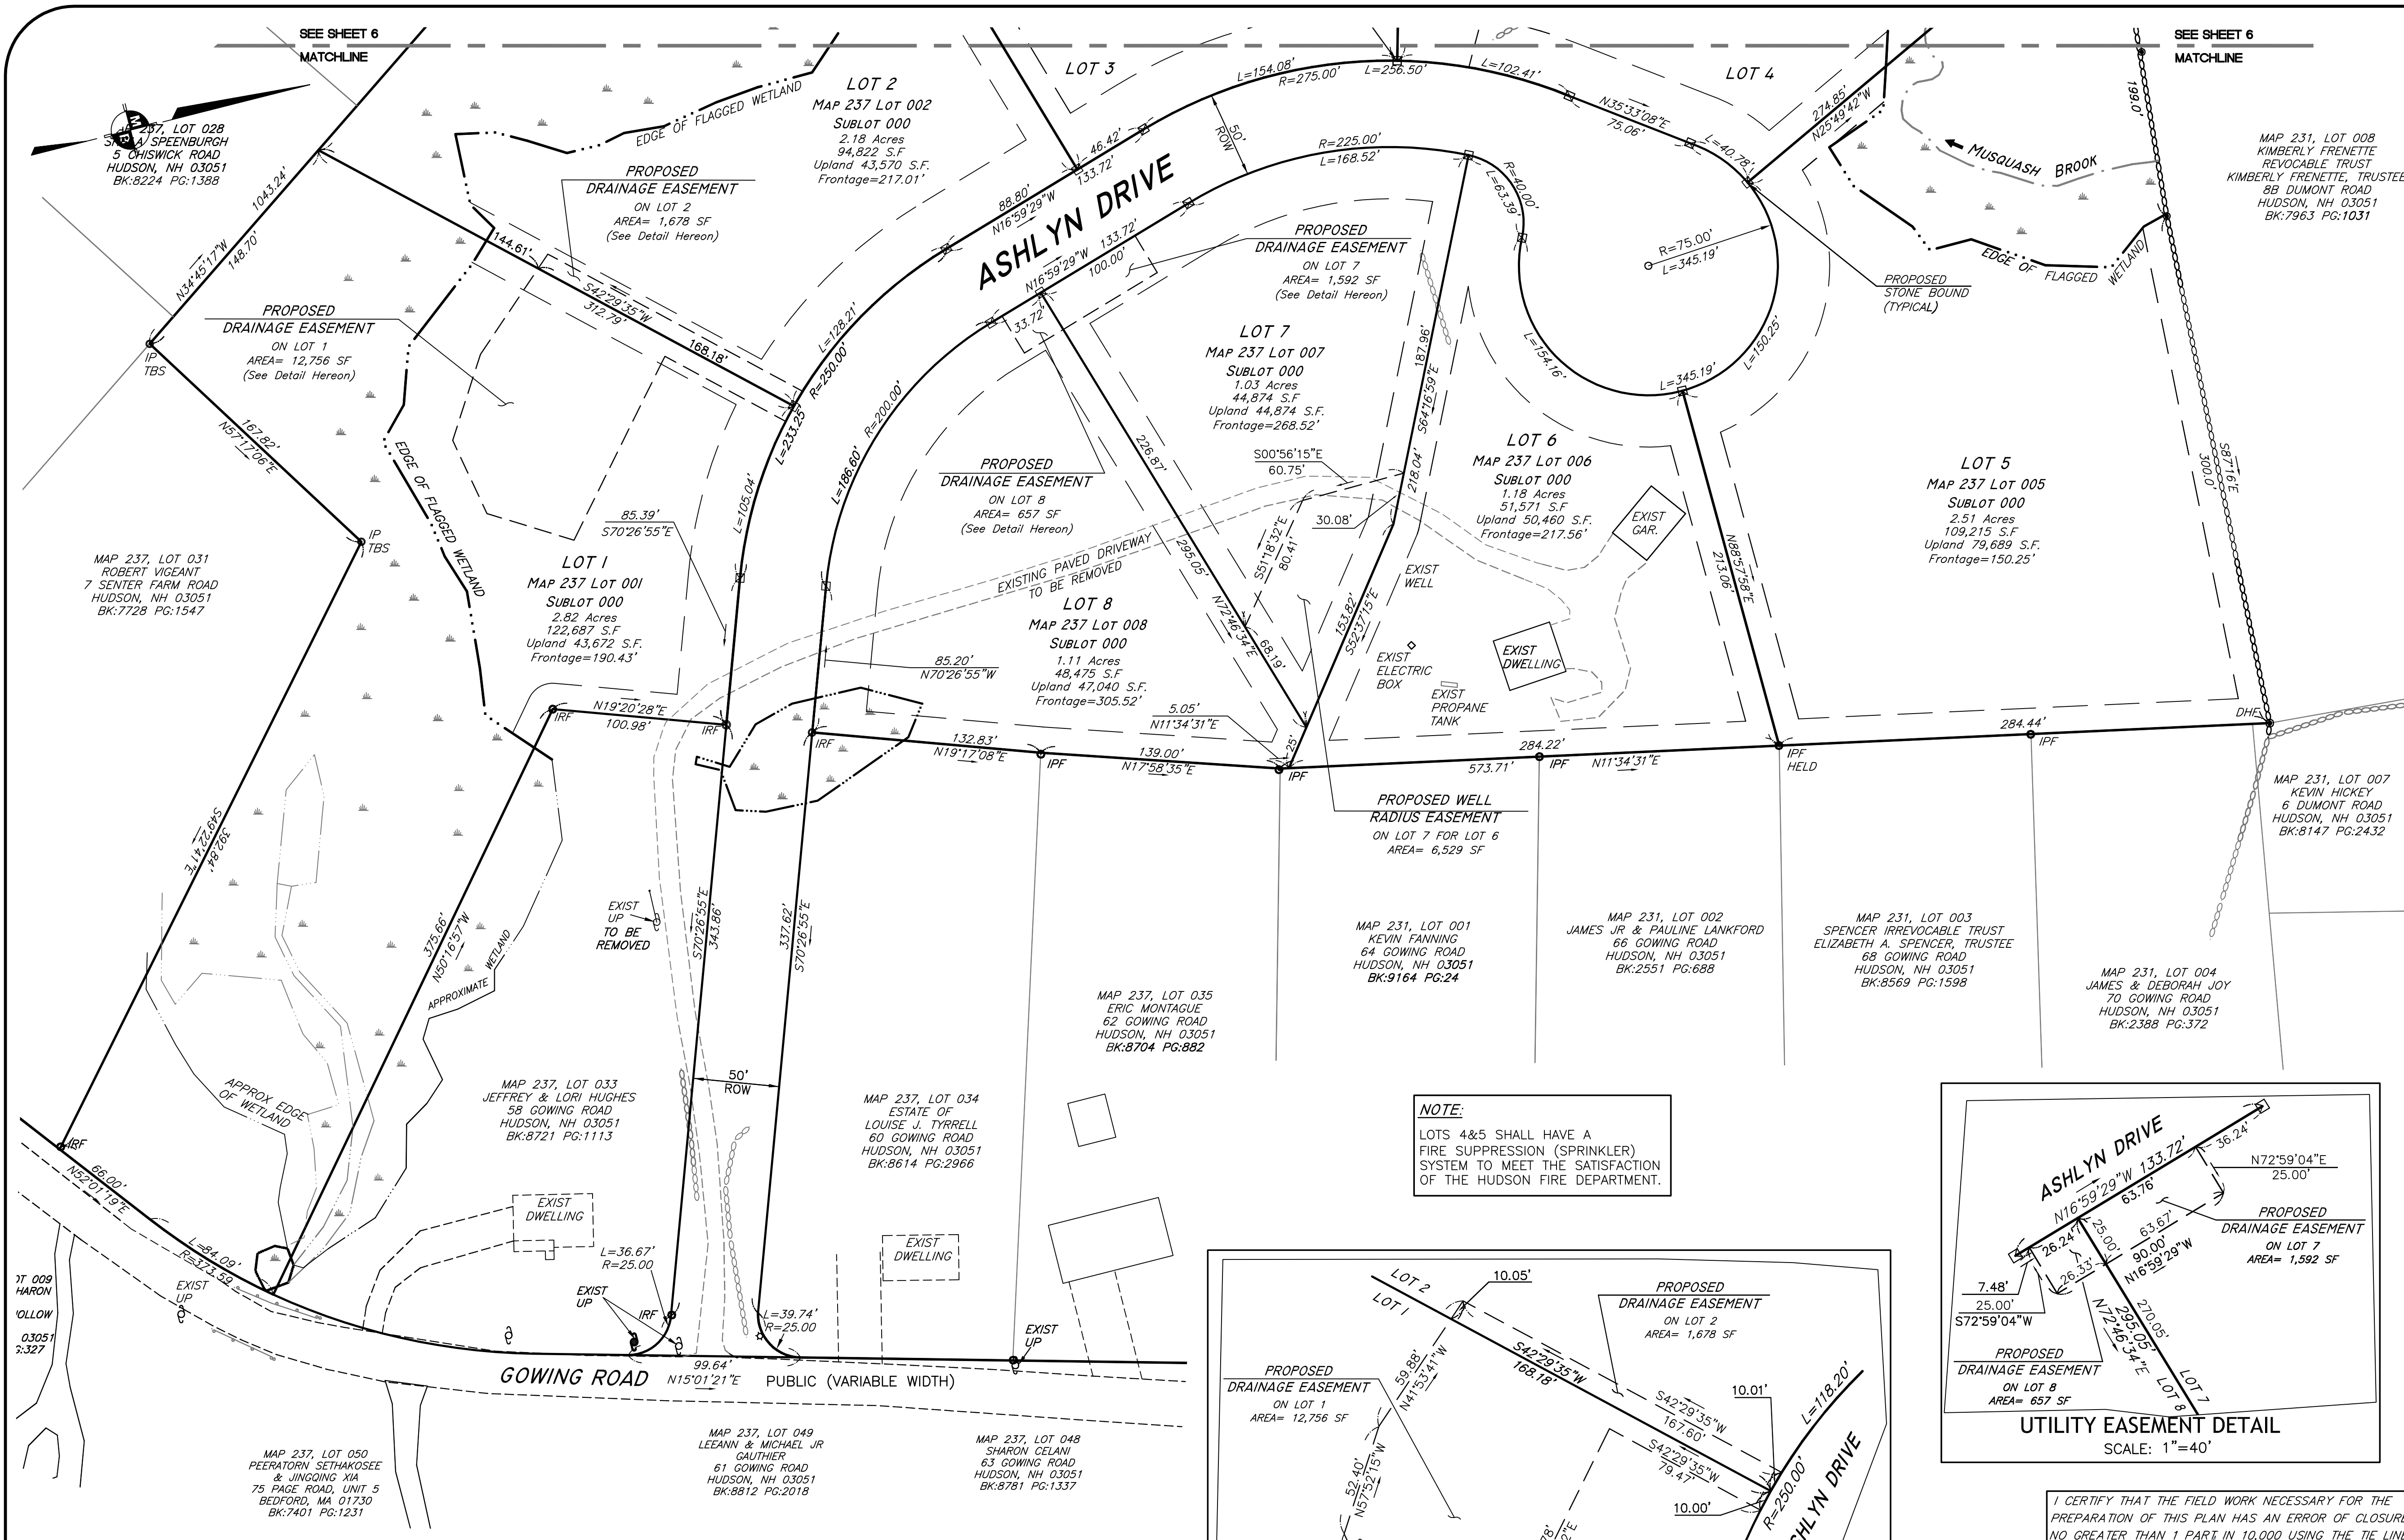 SEE SHEET 6
MATCHLINE
SEE SHEET 6
MATCHLINE
237, LOT 028
SPEENBURGH
5 CHISWICK ROAD
HUDSON, NH 03051
BK:8224 PG:1388
1043.24'
N34°45'17"W
148.70'
IP
TBS
N57°17'06"E
167.82'
IP
TBS
EDGE OF FLAGGED WETLAND
LOT 2
MAP 237 LOT 002
SUBLOT 000
2.18 Acres
94,822 S.F
Upland 43,570 S.F.
Frontage=217.01'
PROPOSED
DRAINAGE EASEMENT
ON LOT 2
AREA= 1,678 SF
(See Detail Hereon)
PROPOSED
DRAINAGE EASEMENT
ON LOT 1
AREA= 12,756 SF
(See Detail Hereon)
144.61'
S42°29'35"W
312.79'
168.18'
EDGE OF FLAGGED WETLAND
LOT 3
LOT 4
L=154.08'
R=275.00'
L=256.50'
L=102.41'
N35°33'08"E
75.06'
L=40.78'
274.85'
N25°49'42"W
46.42'
133.72'
88.80'
N16°59'29"W
50'
ROW
ASHLYN DRIVE
R=225.00'
L=168.52'
N16°59'29"W 133.72'
100.00'
33.72'
L=128.21'
R=250.00'
L=233.25'
L=105.04'
R=200.00'
L=186.60'
R=40.00'
L=63.39'
R=75.00'
L=345.19'
L=154.16'
L=345.19'
L=150.25'
MUSQUASH BROOK
EDGE OF FLAGGED WETLAND
PROPOSED
STONE BOUND
(TYPICAL)
199.0'
S87°16'E
300.0'
MAP 231, LOT 008
KIMBERLY FRENETTE
REVOCABLE TRUST
KIMBERLY FRENETTE, TRUSTEE
8B DUMONT ROAD
HUDSON, NH 03051
BK:7963 PG:1031
PROPOSED
DRAINAGE EASEMENT
ON LOT 7
AREA= 1,592 SF
(See Detail Hereon)
LOT 7
MAP 237 LOT 007
SUBLOT 000
1.03 Acres
44,874 S.F
Upland 44,874 S.F.
Frontage=268.52'
187.96'
S64°16'59"E
218.04'
30.08'
S00°56'15"E
60.75'
S51°18'32"E
80.41'
226.87'
295.05'
N72°46'34"E
68.19'
153.82'
S52°37'15"E
PROPOSED
DRAINAGE EASEMENT
ON LOT 8
AREA= 657 SF
(See Detail Hereon)
EXISTING PAVED DRIVEWAY
TO BE REMOVED
LOT 6
MAP 237 LOT 006
SUBLOT 000
1.18 Acres
51,571 S.F
Upland 50,460 S.F.
Frontage=217.56'
EXIST
GAR.
EXIST
WELL
EXIST
DWELLING
EXIST
ELECTRIC
BOX
EXIST
PROPANE
TANK
N88°57'58"E
213.06'
LOT 5
MAP 237 LOT 005
SUBLOT 000
2.51 Acres
109,215 S.F
Upland 79,689 S.F.
Frontage=150.25'
LOT 1
MAP 237 LOT 001
SUBLOT 000
2.82 Acres
122,687 S.F
Upland 43,672 S.F.
Frontage=190.43'
85.39'
S70°26'55"E
LOT 8
MAP 237 LOT 008
SUBLOT 000
1.11 Acres
48,475 S.F
Upland 47,040 S.F.
Frontage=305.52'
85.20'
N70°26'55"W
IRF
N19°20'28"E
100.98'
IRF
IRF
132.83'
N19°17'08"E
IPF
139.00'
N17°58'35"E
5.05'
N11°34'31"E
IPF
573.71'
284.22'
IPF
N11°34'31"E
IPF
HELD
284.44'
IPF
DHF
PROPOSED WELL
RADIUS EASEMENT
ON LOT 7 FOR LOT 6
AREA= 6,529 SF
MAP 237, LOT 031
ROBERT VIGEANT
7 SENTER FARM ROAD
HUDSON, NH 03051
BK:7728 PG:1547
S49°22'41"E
392.84'
375.66'
N50°16'57"W
APPROXIMATE WETLAND
APPROX EDGE
OF WETLAND
EXIST
UP
TO BE
REMOVED
S70°26'55"E
343.86'
337.62'
S70°26'55"E
50'
ROW
MAP 231, LOT 007
KEVIN HICKEY
6 DUMONT ROAD
HUDSON, NH 03051
BK:8147 PG:2432
MAP 231, LOT 001
KEVIN FANNING
64 GOWING ROAD
HUDSON, NH 03051
BK:9164 PG:24
MAP 231, LOT 002
JAMES JR & PAULINE LANKFORD
66 GOWING ROAD
HUDSON, NH 03051
BK:2551 PG:688
MAP 231, LOT 003
SPENCER IRREVOCABLE TRUST
ELIZABETH A. SPENCER, TRUSTEE
68 GOWING ROAD
HUDSON, NH 03051
BK:8569 PG:1598
MAP 231, LOT 004
JAMES & DEBORAH JOY
70 GOWING ROAD
HUDSON, NH 03051
BK:2388 PG:372
MAP 237, LOT 035
ERIC MONTAGUE
62 GOWING ROAD
HUDSON, NH 03051
BK:8704 PG:882
MAP 237, LOT 033
JEFFREY & LORI HUGHES
58 GOWING ROAD
HUDSON, NH 03051
BK:8721 PG:1113
MAP 237, LOT 034
ESTATE OF
LOUISE J. TYRRELL
60 GOWING ROAD
HUDSON, NH 03051
BK:8614 PG:2966
NOTE:
LOTS 4&5 SHALL HAVE A
FIRE SUPPRESSION (SPRINKLER)
SYSTEM TO MEET THE SATISFACTION
OF THE HUDSON FIRE DEPARTMENT.
66.00'
N52°01'19"E
L=84.09'
R=373.59
EXIST
UP
EXIST
DWELLING
L=36.67'
R=25.00
EXIST
UP
IRF
L=39.74'
R=25.00
EXIST
DWELLING
EXIST
UP
GOWING ROAD
99.64'
N15°01'21"E
PUBLIC (VARIABLE WIDTH)
OT 009
HARON
OLLOW
03051
:327
MAP 237, LOT 050
PEERATORN SETHAKOSEE
& JINGQING XIA
75 PAGE ROAD, UNIT 5
BEDFORD, MA 01730
BK:7401 PG:1231
MAP 237, LOT 049
LEEANN & MICHAEL JR
GAUTHIER
61 GOWING ROAD
HUDSON, NH 03051
BK:8812 PG:2018
MAP 237, LOT 048
SHARON CELANI
63 GOWING ROAD
HUDSON, NH 03051
BK:8781 PG:1337
LOT 2
LOT 1
10.05'
PROPOSED
DRAINAGE EASEMENT
ON LOT 2
AREA= 1,678 SF
PROPOSED
DRAINAGE EASEMENT
ON LOT 1
AREA= 12,756 SF
59.88'
N41°53'41"W
52.40'
N57°52'15"W
S42°29'35"W
168.18'
S42°29'35"W
167.60'
S42°29'35"W
79.47'
10.01'
10.00'
L=118.20'
R=250.00'
HLYN DRIVE
ASHLYN DRIVE
N16°59'29"W 133.72'
63.76'
36.24'
N72°59'04"E
25.00'
26.24'
25.00'
63.67'
90.00'
N16°59'29"W
26.33'
7.48'
25.00'
S72°59'04"W
270.05'
295.05'
N72°46'34"E
LOT 7
LOT 8
PROPOSED
DRAINAGE EASEMENT
ON LOT 7
AREA= 1,592 SF
PROPOSED
DRAINAGE EASEMENT
ON LOT 8
AREA= 657 SF
UTILITY EASEMENT DETAIL
SCALE: 1"=40'
I CERTIFY THAT THE FIELD WORK NECESSARY FOR THE
PREPARATION OF THIS PLAN HAS AN ERROR OF CLOSURE
NO GREATER THAN 1 PART IN 10,000 USING THE TIE LINE